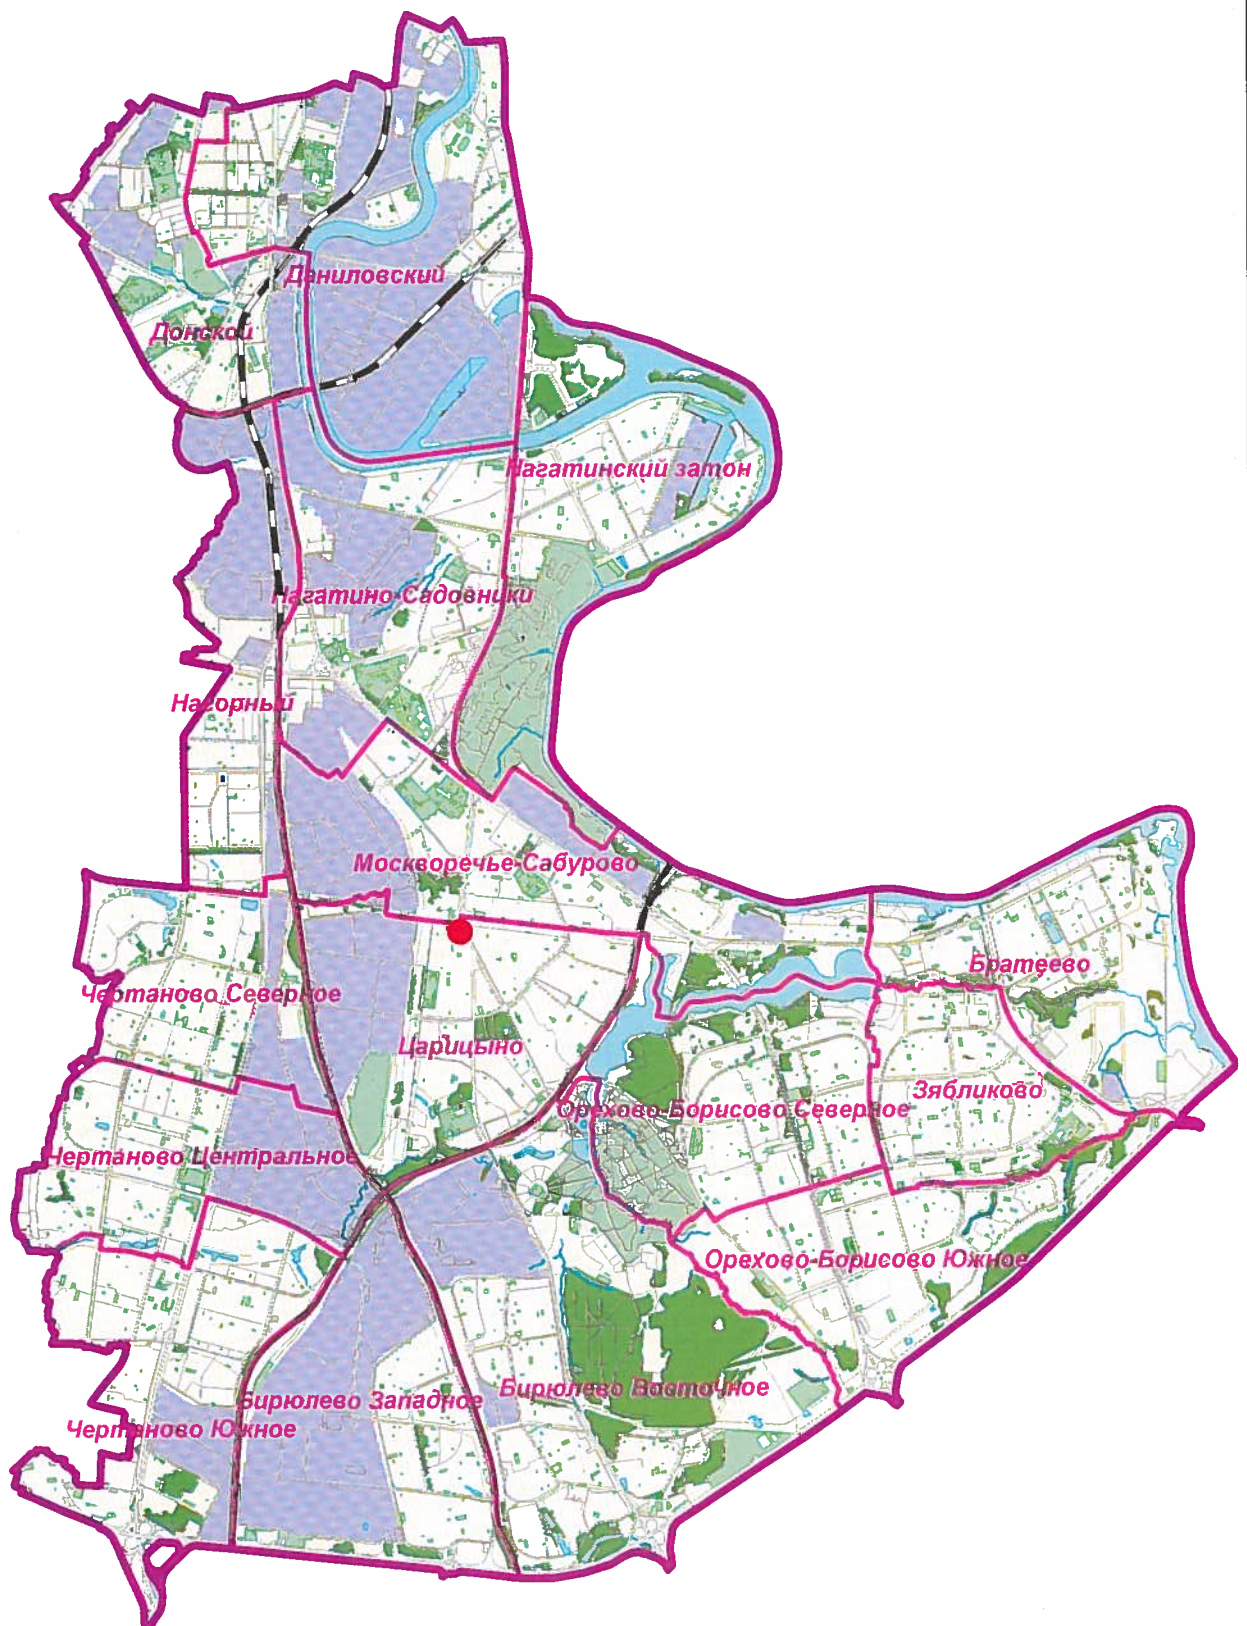 Даниловский
Донской
Нагатинский затон
Нагатино-Садовники
Нагорный
Москворечье-Сабурово
Братеево
Чертаново Северное
Царицыно
Зябликово
Орехово-Борисово Северное
Чертаново Центральное
Орехово-Борисово Южное
Бирюлево Восточное
Бирюлево Западное
Чертаново Южное